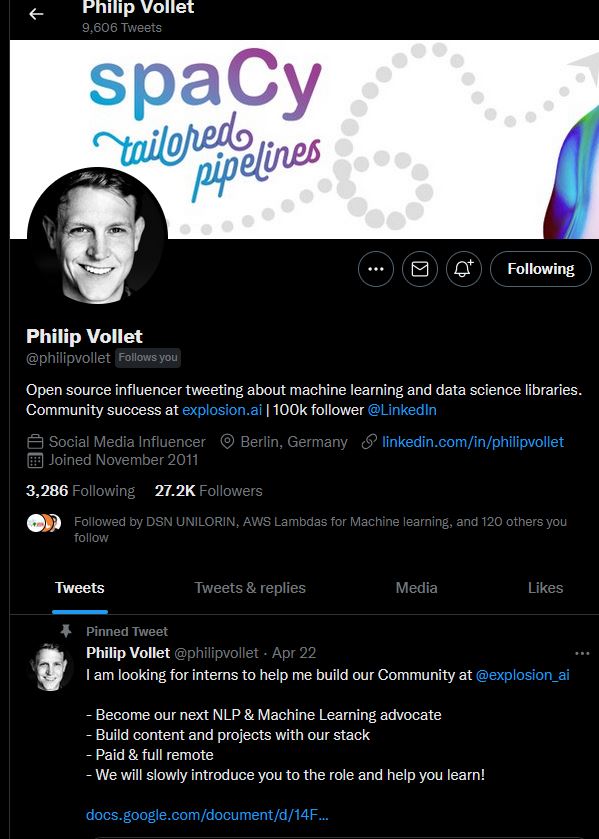 Philip Vollet
9,606 Tweets
spaCy
tailored
pipelines
Following
Philip Vollet
@philipvollet Follows you
Open source influencer tweeting about machine learning and data science libraries.
Community success at explosion.ai | 100k follower @LinkedIn
Social Media Influencer Berlin, Germany linkedin.com/in/philipvollet
Joined November 2011
3,286 Following 27.2K Followers
Followed by DSN UNILORIN, AWS Lambdas for Machine learning, and 120 others you
follow
Tweets Tweets & replies Media Likes
Pinned Tweet
Philip Vollet @philipvollet · Apr 22
I am looking for interns to help me build our Community at @explosion_ai
- Become our next NLP & Machine Learning advocate
- Build content and projects with our stack
- Paid & full remote
- We will slowly introduce you to the role and help you learn!
docs.google.com/document/d/14F...